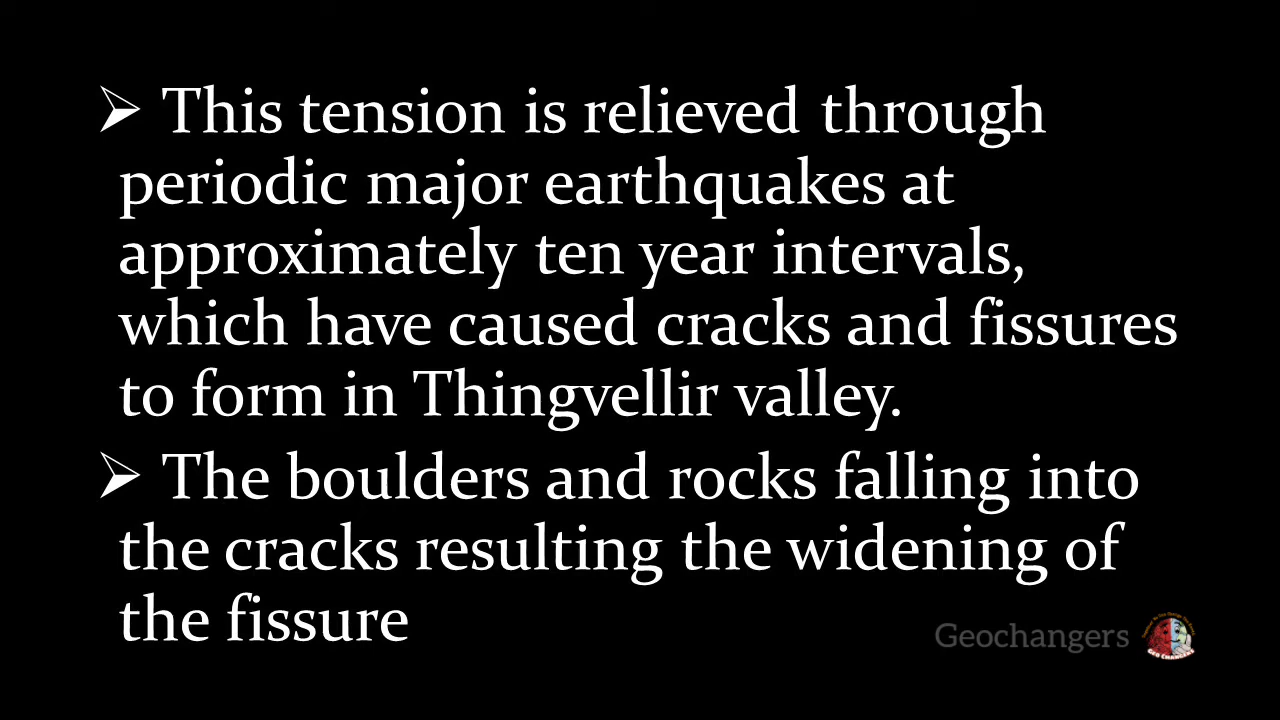 ➢ This tension is relieved through
periodic major earthquakes at
approximately ten year intervals,
which have caused cracks and fissures
to form in Thingvellir valley.
➢ The boulders and rocks falling into
the cracks resulting the widening of
the fissure
Geochangers
GEO CHANGERS